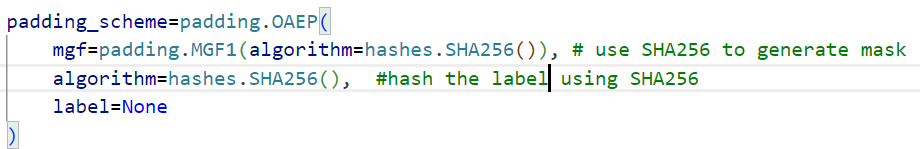 padding_scheme=padding.OAEP(
    mgf=padding.MGF1(algorithm=hashes.SHA256()), # use SHA256 to generate mask
    algorithm=hashes.SHA256(),  #hash the label using SHA256
    label=None
)